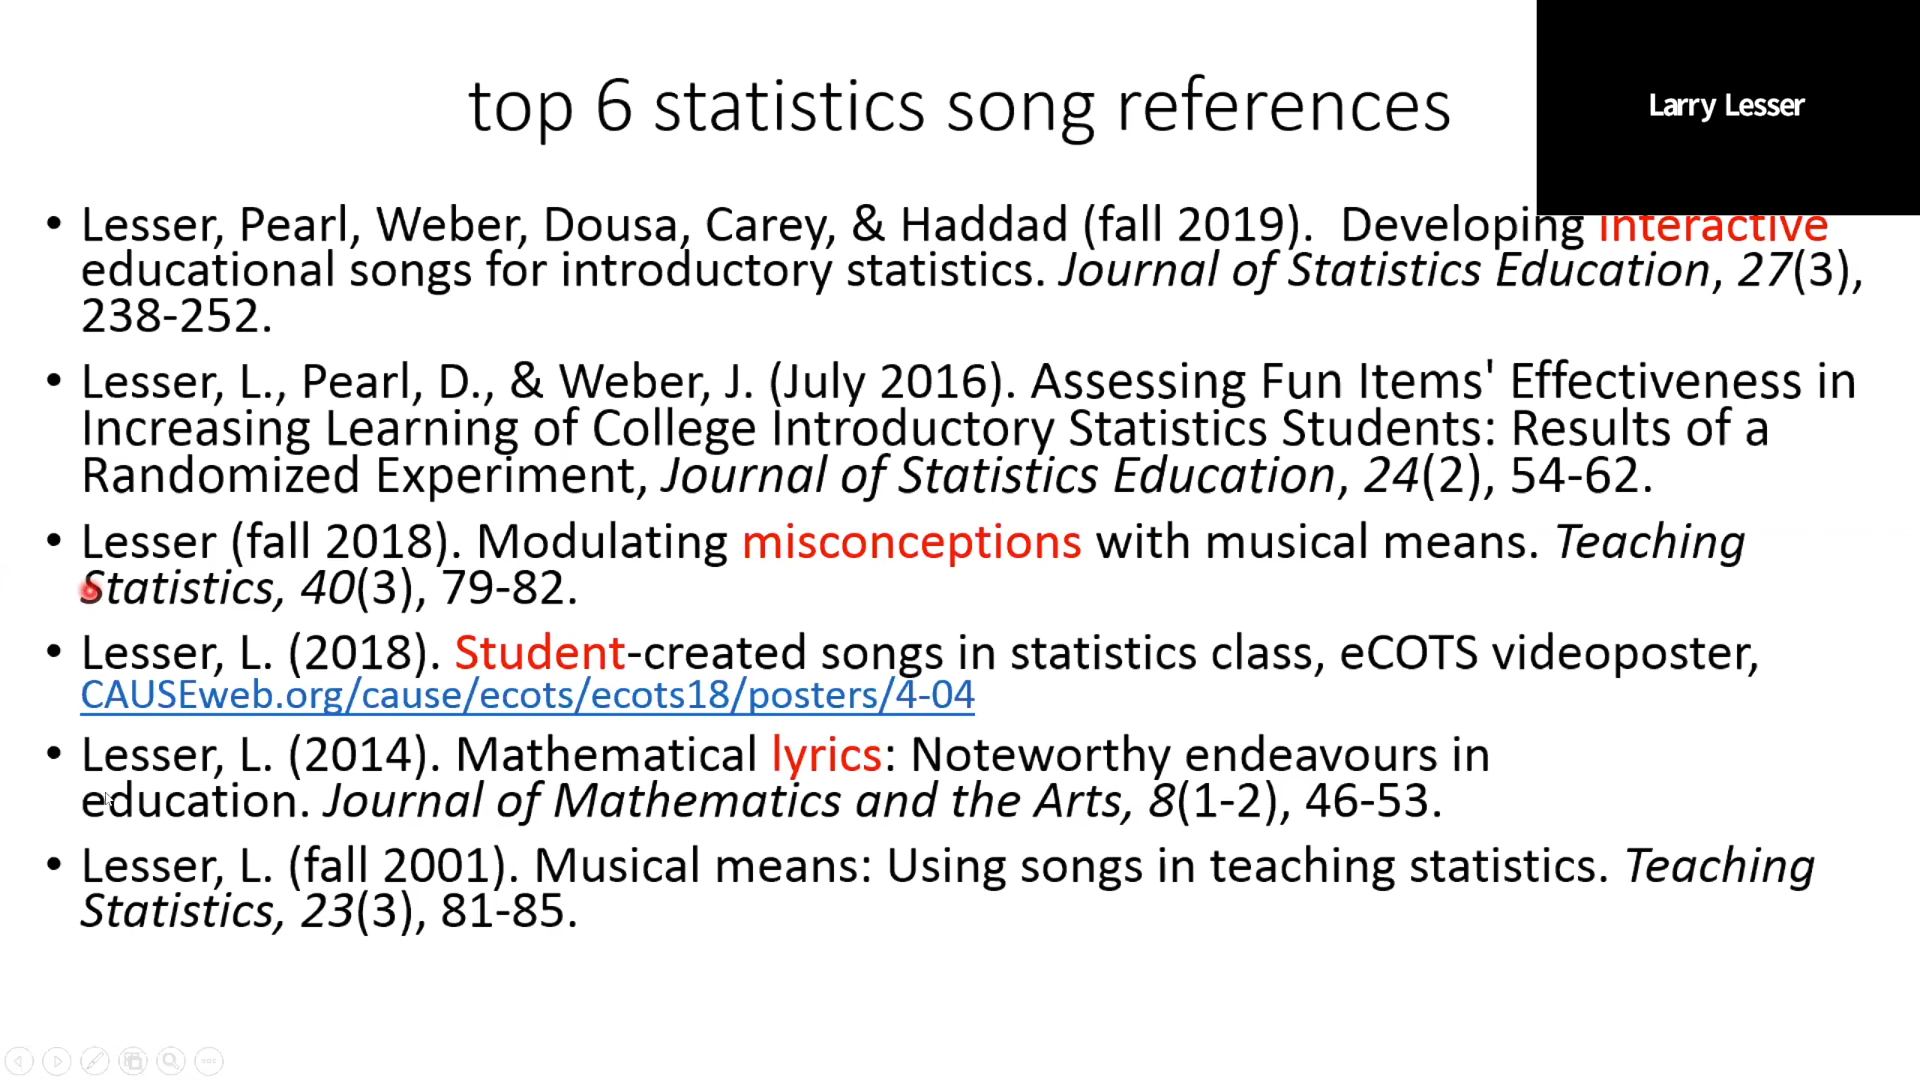 top 6 statistics song references
Larry Lesser
• Lesser, Pearl, Weber, Dousa, Carey, & Haddad (fall 2019). Developing interactive
educational songs for introductory statistics. Journal of Statistics Education, 27(3),
238-252.
• Lesser, L., Pearl, D., & Weber, J. (July 2016). Assessing Fun Items' Effectiveness in
Increasing Learning of College Introductory Statistics Students: Results of a
Randomized Experiment, Journal of Statistics Education, 24(2), 54-62.
• Lesser (fall 2018). Modulating misconceptions with musical means. Teaching
Statistics, 40(3), 79-82.
• Lesser, L. (2018). Student-created songs in statistics class, eCOTS videoposter,
CAUSEweb.org/cause/ecots/ecots18/posters/4-04
• Lesser, L. (2014). Mathematical lyrics: Noteworthy endeavours in
education. Journal of Mathematics and the Arts, 8(1-2), 46-53.
• Lesser, L. (fall 2001). Musical means: Using songs in teaching statistics. Teaching
Statistics, 23(3), 81-85.